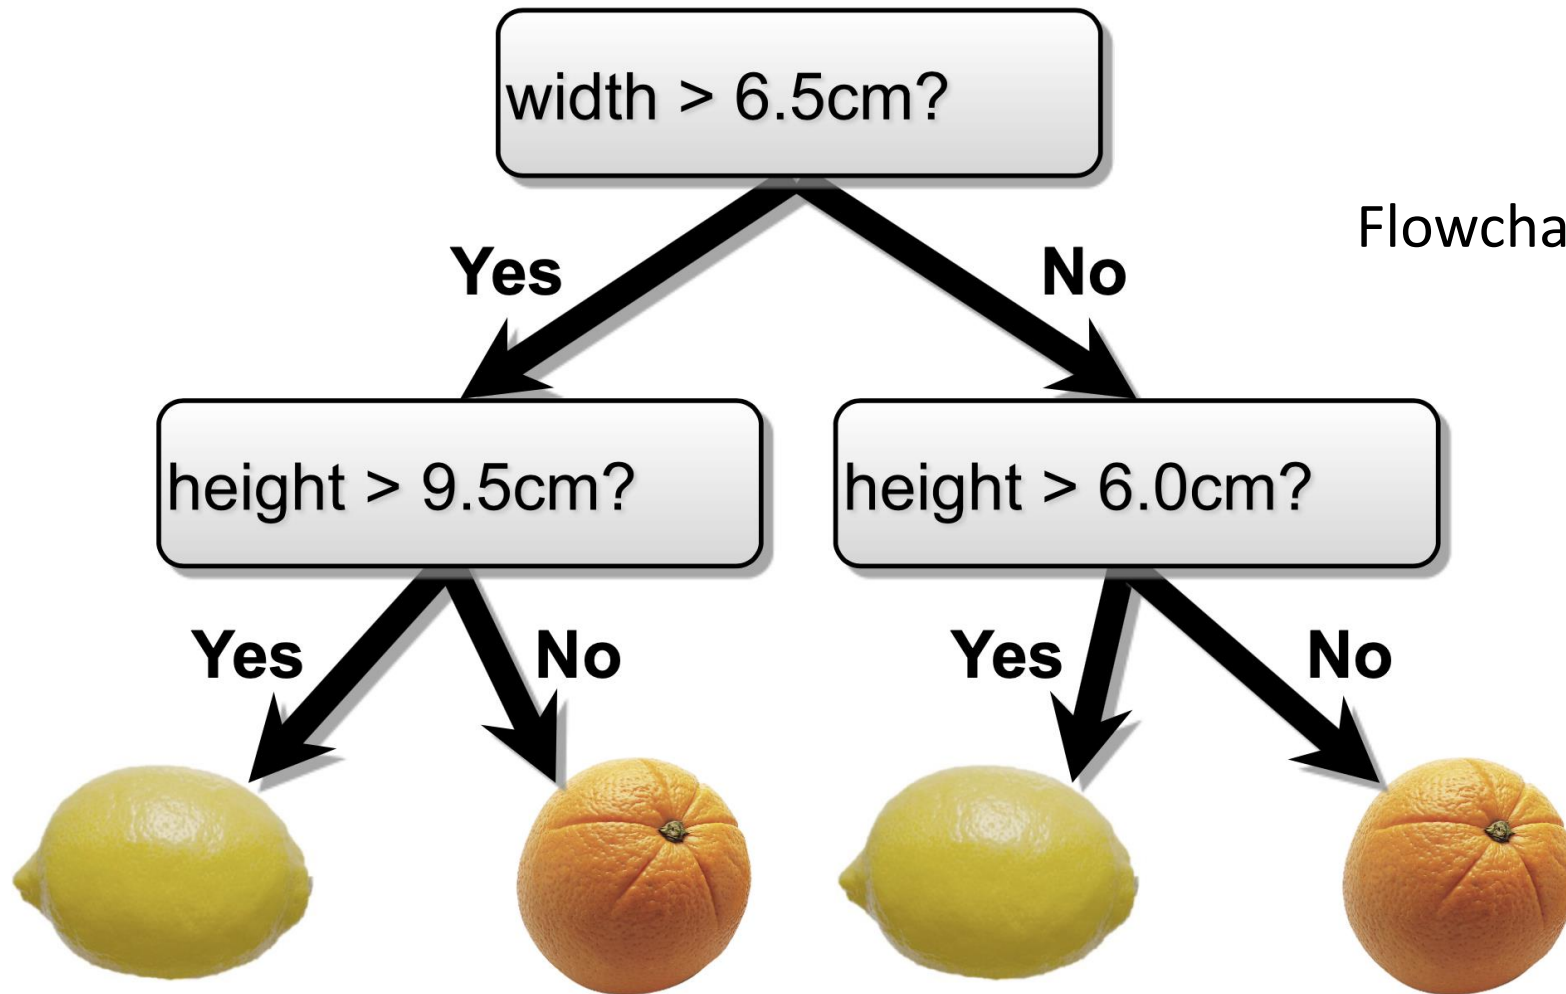 width > 6.5cm?
Flowcha
Yes
No
height > 9.5cm?
height > 6.0cm?
Yes
No
Yes
No